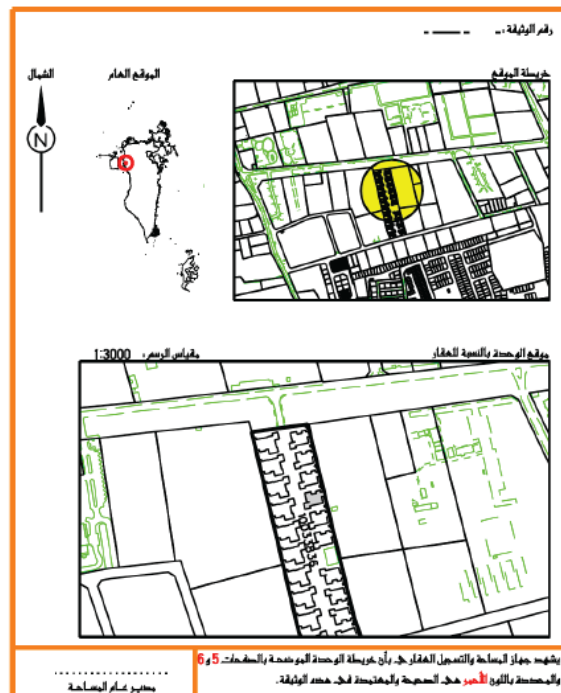 رقم الوثيقة:
خريطة الموقع
الموقع العام
الشمال
N
موقع الوحدة بالنسبة للعقار
مقياس الرسم: 1:3000
يشهد جهاز المساحة والتسجيل العقاري بأن خريطة الوحدة الموضحة بالصفحات 5 و 6
والمحددة باللون الأحمر هي الصحيحة والمعتمدة في هذه الوثيقة.
مدير عام المساحة